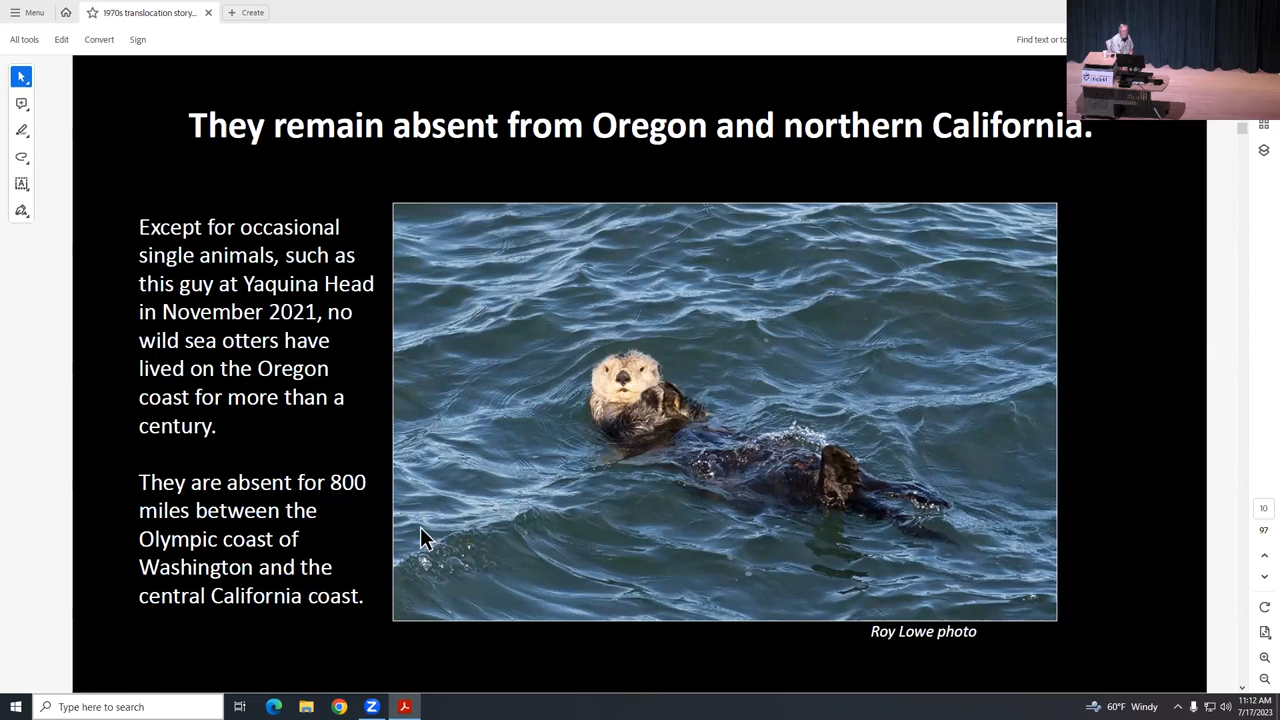 Menu
1970s translocation story...
Create
All tools
Edit
Convert
Sign
Find text or to
They remain absent from Oregon and northern California.
Except for occasional
single animals, such as
this guy at Yaquina Head
in November 2021, no
wild sea otters have
lived on the Oregon
coast for more than a
century.
They are absent for 800
miles between the
Olympic coast of
Washington and the
central California coast.
Roy Lowe photo
10
97
Type here to search
60°F Windy
11:12 AM
7/17/2023